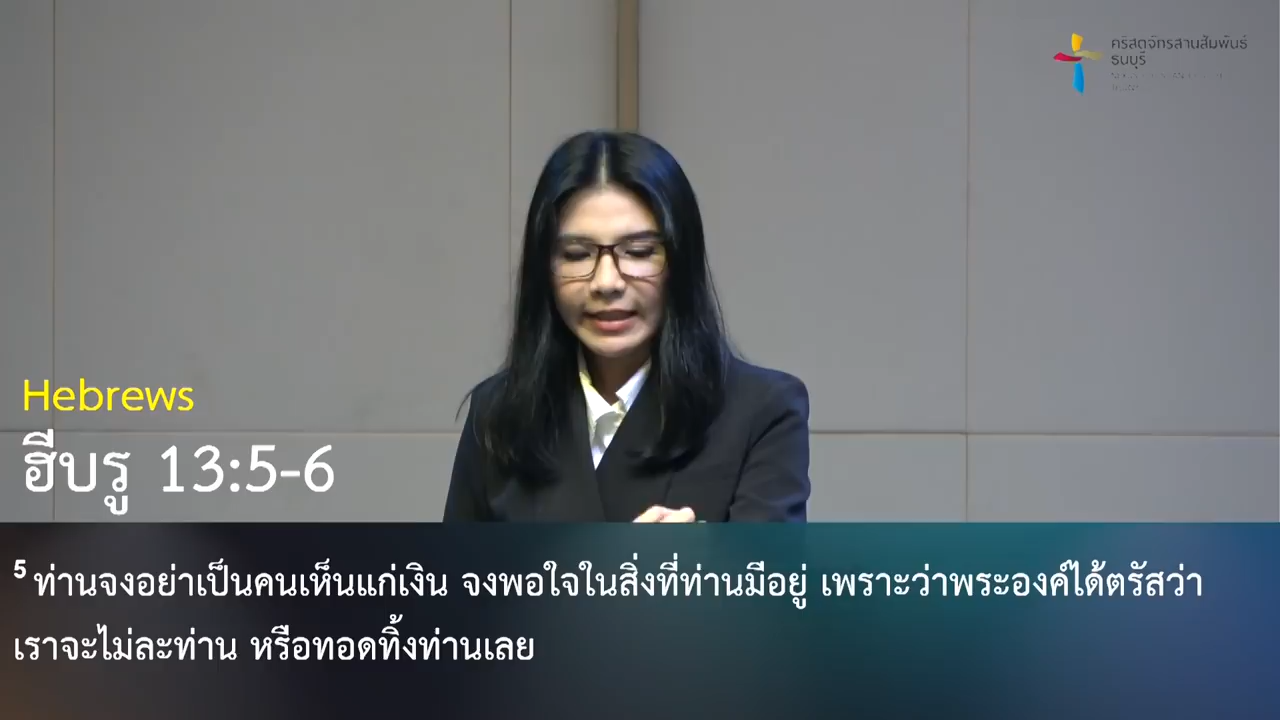 คริสตจักรสานสัมพันธ์
ธนบุรี
Hebrews
ฮีบรู 13:5-6
5 ท่านจงอย่าเป็นคนเห็นแก่เงิน จงพอใจในสิ่งที่ท่านมีอยู่ เพราะว่าพระองค์ได้ตรัสว่า
เราจะไม่ละท่าน หรือทอดทิ้งท่านเลย